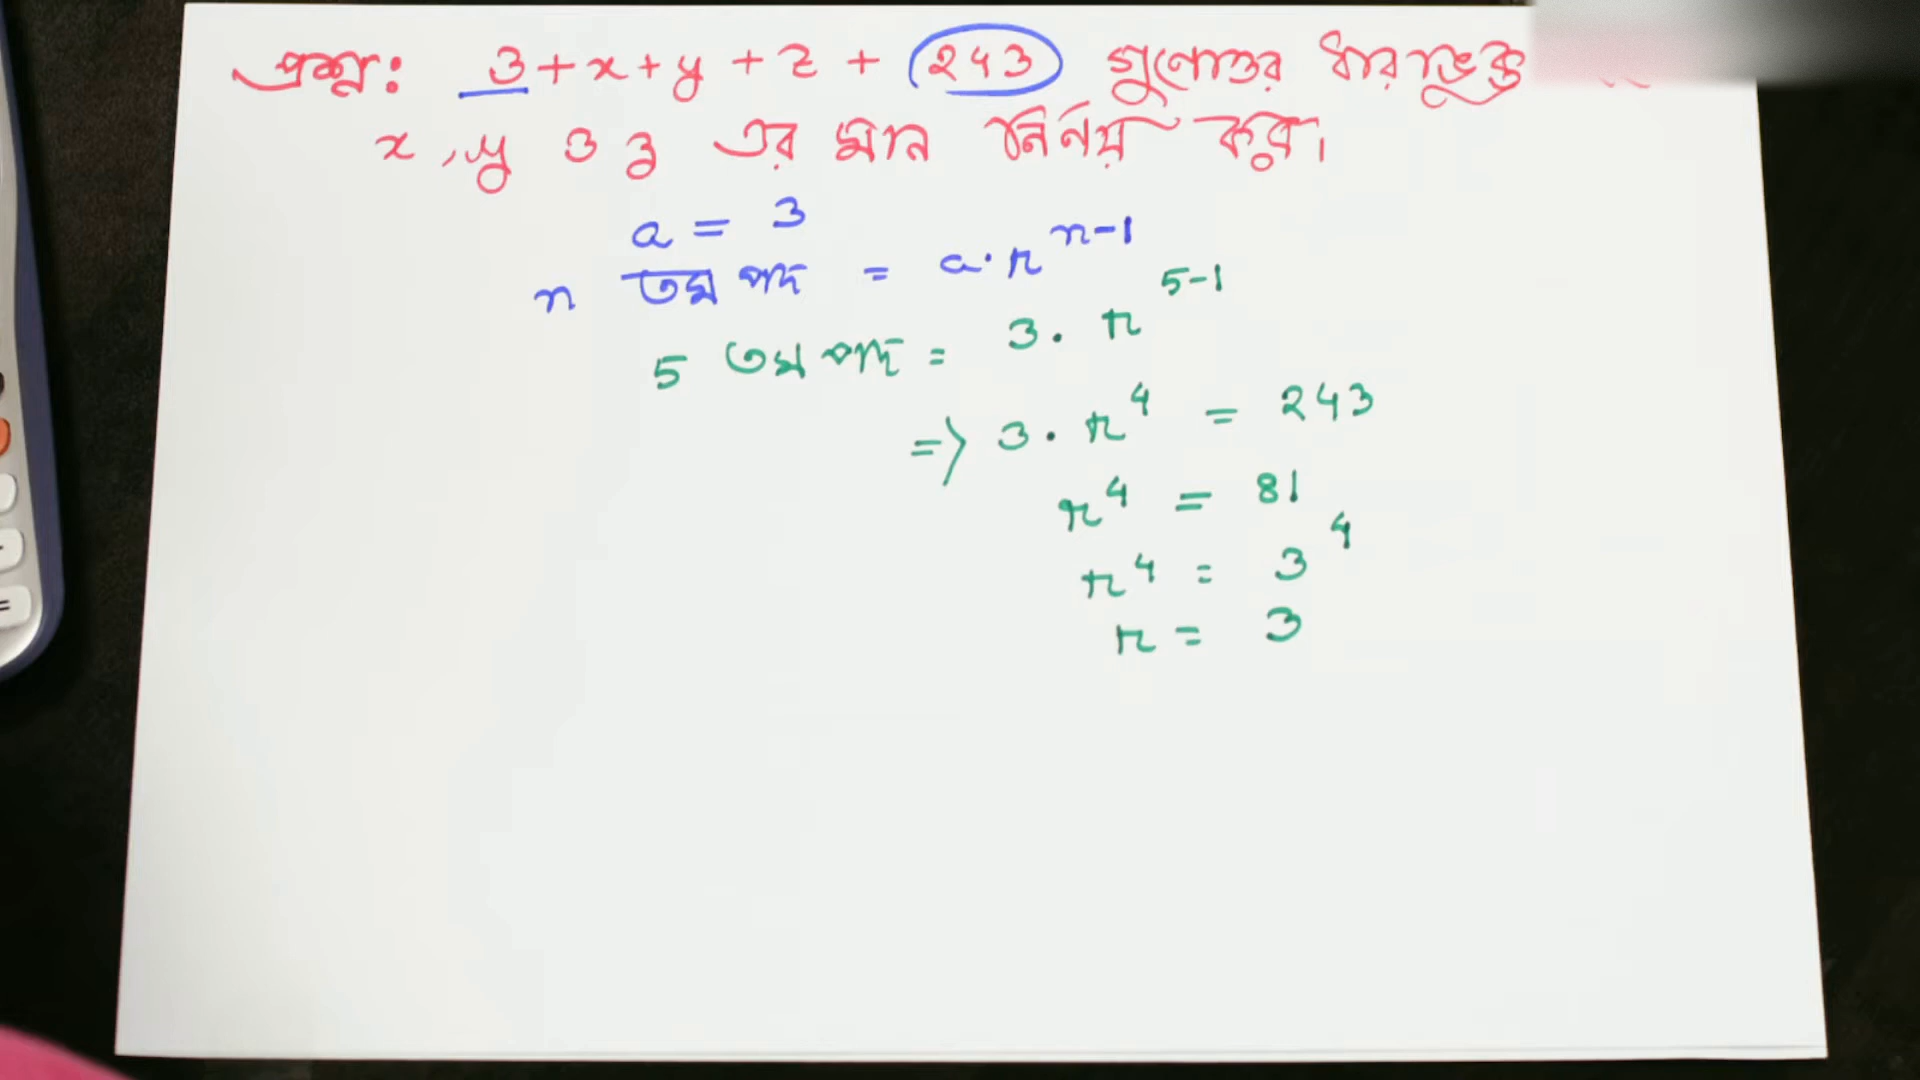 প্রশ্ন: 3 + x + y + z + 243 গুণোত্তর ধারাভুক্ত
x, y ও z এর মান নির্ণয় কর।
a = 3
n তম পদ = a · r^{n-1}
5 তম পদ = 3 · r^{5-1}
=> 3 · r^4 = 243
r^4 = 81
r^4 = 3^4
r = 3